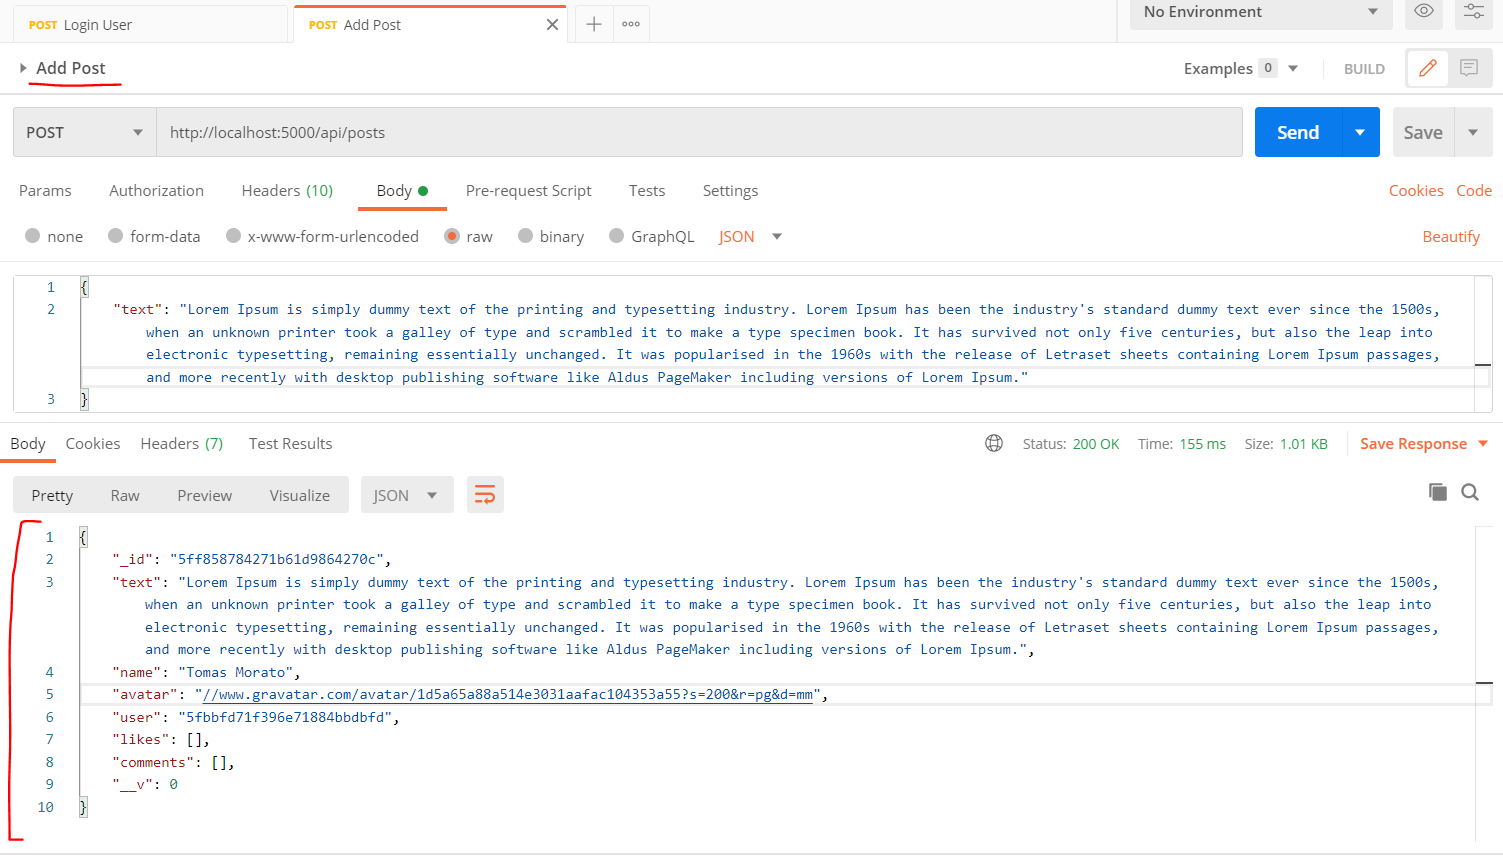 POST Login User
POST Add Post
No Environment
Add Post
Examples 0
BUILD
POST
http://localhost:5000/api/posts
Send
Save
Params Authorization Headers (10) Body Pre-request Script Tests Settings
Cookies Code
none form-data x-www-form-urlencoded raw binary GraphQL JSON
Beautify
1 {
2 "text": "Lorem Ipsum is simply dummy text of the printing and typesetting industry. Lorem Ipsum has been the industry's standard dummy text ever since the 1500s,
when an unknown printer took a galley of type and scrambled it to make a type specimen book. It has survived not only five centuries, but also the leap into
electronic typesetting, remaining essentially unchanged. It was popularised in the 1960s with the release of Letraset sheets containing Lorem Ipsum passages,
and more recently with desktop publishing software like Aldus PageMaker including versions of Lorem Ipsum."
3 }
Body Cookies Headers (7) Test Results
Status: 200 OK Time: 155 ms Size: 1.01 KB
Save Response
Pretty Raw Preview Visualize
JSON
1 {
2 "_id": "5ff858784271b61d9864270c",
3 "text": "Lorem Ipsum is simply dummy text of the printing and typesetting industry. Lorem Ipsum has been the industry's standard dummy text ever since the 1500s,
when an unknown printer took a galley of type and scrambled it to make a type specimen book. It has survived not only five centuries, but also the leap into
electronic typesetting, remaining essentially unchanged. It was popularised in the 1960s with the release of Letraset sheets containing Lorem Ipsum passages,
and more recently with desktop publishing software like Aldus PageMaker including versions of Lorem Ipsum.",
4 "name": "Tomas Morato",
5 "avatar": "//www.gravatar.com/avatar/1d5a65a88a514e3031aafac104353a55?s=200&r=pg&d=mm",
6 "user": "5fbbfd71f396e71884bbdbfd",
7 "likes": [],
8 "comments": [],
9 "__v": 0
10 }